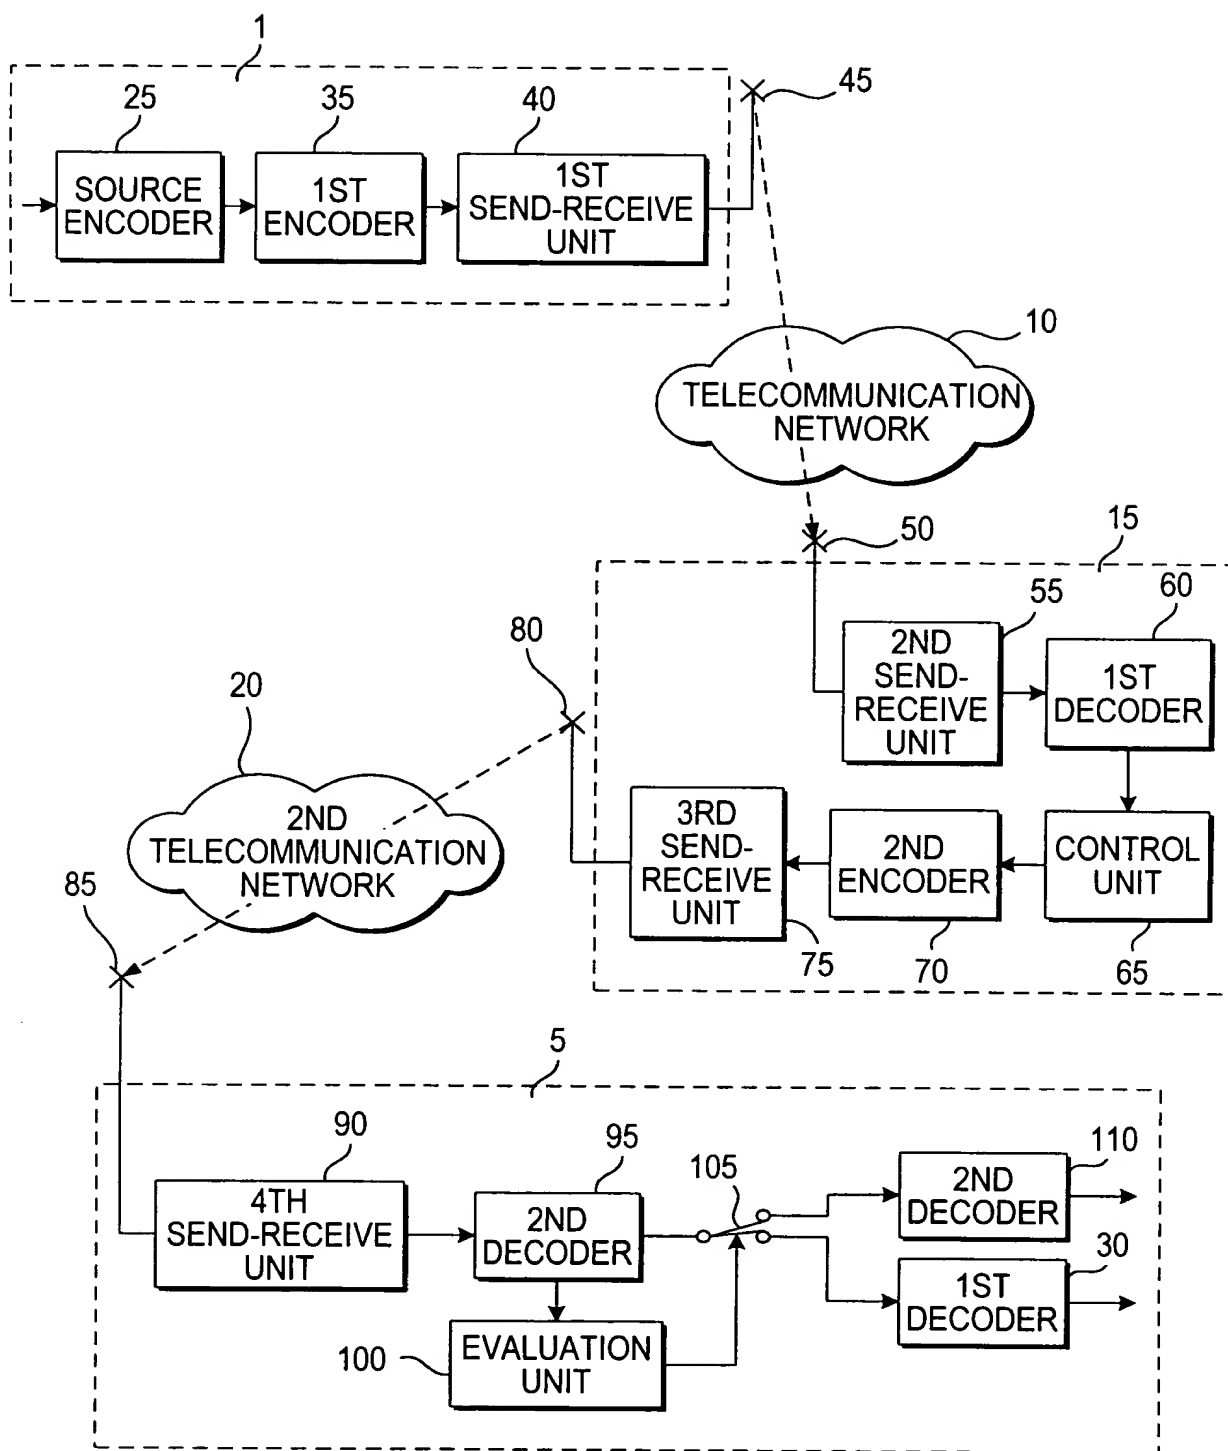 1
25
35
40
45
SOURCE
ENCODER
1ST
ENCODER
1ST
SEND-RECEIVE
UNIT
10
TELECOMMUNICATION
NETWORK
50
15
55
60
2ND
SEND-
RECEIVE
UNIT
1ST
DECODER
80
20
2ND
TELECOMMUNICATION
NETWORK
3RD
SEND-
RECEIVE
UNIT
2ND
ENCODER
CONTROL
UNIT
85
75
70
65
5
90
95
105
110
4TH
SEND-RECEIVE
UNIT
2ND
DECODER
2ND
DECODER
30
1ST
DECODER
100
EVALUATION
UNIT